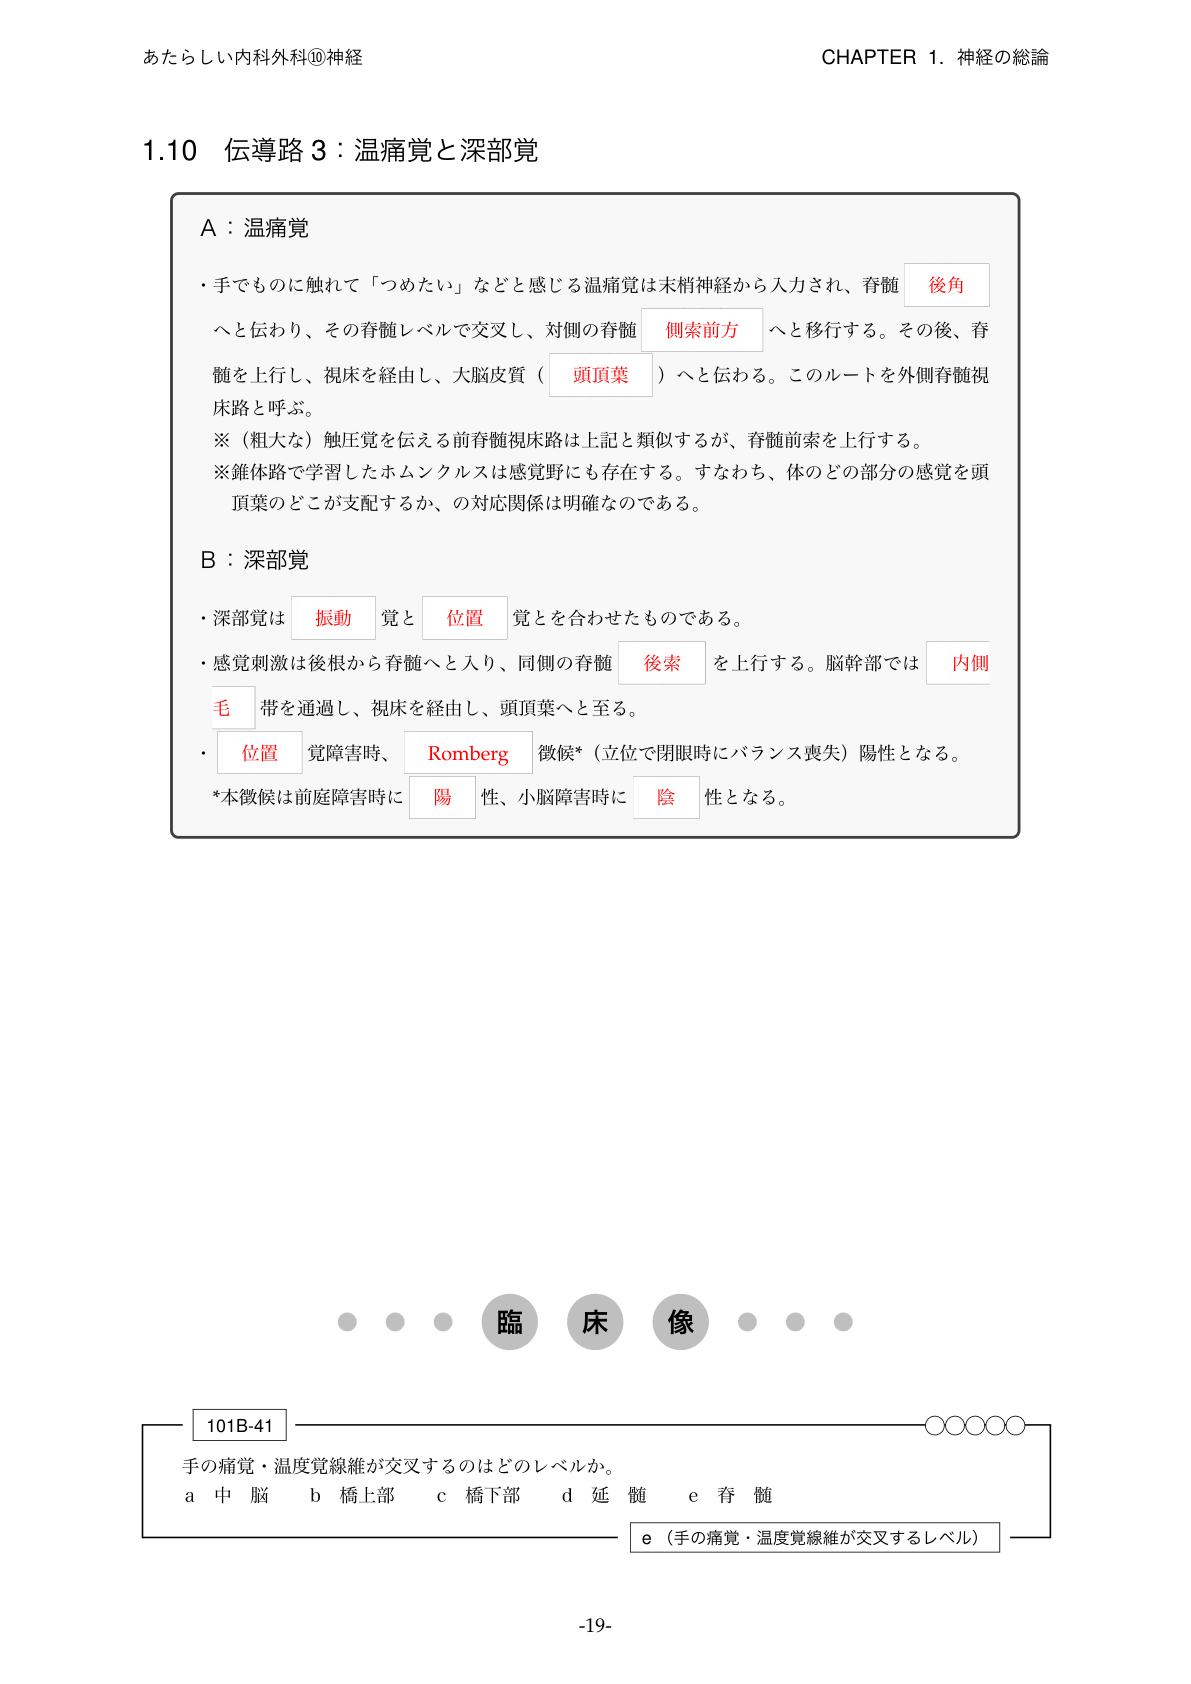 あたらしい内科外科⑩神経　CHAPTER 1. 神経の総論
1.10　伝導路 3：温痛覚と深部覚
A：温痛覚
・手でものに触れて「つめたい」などと感じる温痛覚は末梢神経から入力され、脊髄 後角
へと伝わり、その脊髄レベルで交叉し、対側の脊髄 側索前方 へと移行する。その後、脊
髄を上行し、視床を経由し、大脳皮質（ 頭頂葉 ）へと伝わる。このルートを外側脊髄視
床路と呼ぶ。
※（粗大な）触圧覚を伝える前脊髄視床路は上記と類似するが、脊髄前索を上行する。
※錐体路で学習したホムンクルスは感覚野にも存在する。すなわち、体のどの部分の感覚を頭
頂葉のどこが支配するか、の対応関係は明確なのである。
B：深部覚
・深部覚は 振動 覚と 位置 覚とを合わせたものである。
・感覚刺激は後根から脊髄へと入り、同側の脊髄 後索 を上行する。脳幹部では 内側
毛 帯を通過し、視床を経由し、頭頂葉へと至る。
・ 位置 覚障害時、 Romberg 徴候*（立位で閉眼時にバランス喪失）陽性となる。
*本徴候は前庭障害時に 陽 性、小脳障害時に 陰 性となる。
臨 床 像
101B-41
手の痛覚・温度覚線維が交叉するのはどのレベルか。
a 中 脳　b 橋上部　c 橋下部　d 延 髄　e 脊 髄
e （手の痛覚・温度覚線維が交叉するレベル）
-19-